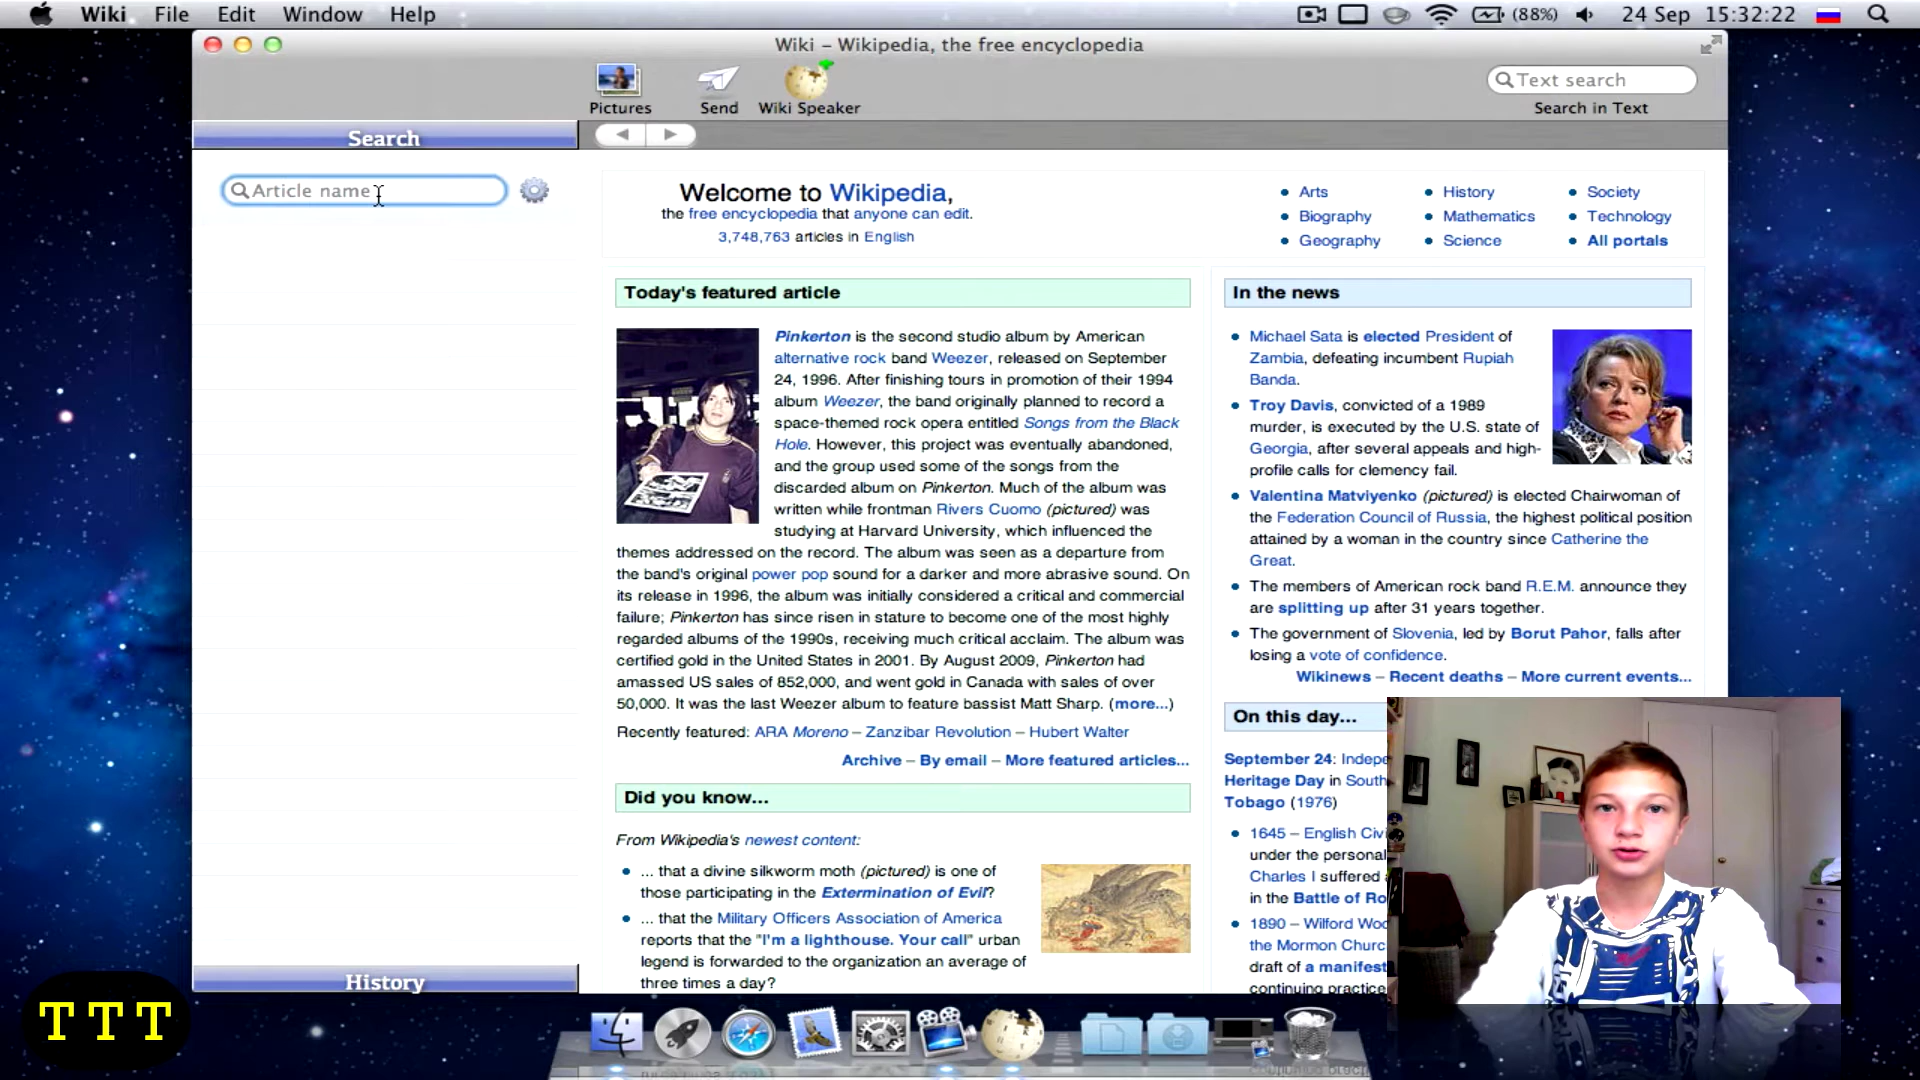 Wiki File Edit Window Help
(88%) 24 Sep 15:32:22
Wiki – Wikipedia, the free encyclopedia
Pictures Send Wiki Speaker
Text search
Search in Text
Search
Article name
Welcome to Wikipedia,
the free encyclopedia that anyone can edit.
3,748,763 articles in English
Arts
Biography
Geography
History
Mathematics
Science
Society
Technology
All portals
Today's featured article
Pinkerton is the second studio album by American
alternative rock band Weezer, released on September
24, 1996. After finishing tours in promotion of their 1994
album Weezer, the band originally planned to record a
space-themed rock opera entitled Songs from the Black
Hole. However, this project was eventually abandoned,
and the group used some of the songs from the
discarded album on Pinkerton. Much of the album was
written while frontman Rivers Cuomo (pictured) was
studying at Harvard University, which influenced the
themes addressed on the record. The album was seen as a departure from
the band's original power pop sound for a darker and more abrasive sound. On
its release in 1996, the album was initially considered a critical and commercial
failure; Pinkerton has since risen in stature to become one of the most highly
regarded albums of the 1990s, receiving much critical acclaim. The album was
certified gold in the United States in 2001. By August 2009, Pinkerton had
amassed US sales of 852,000, and went gold in Canada with sales of over
50,000. It was the last Weezer album to feature bassist Matt Sharp. (more...)
Recently featured: ARA Moreno – Zanzibar Revolution – Hubert Walter
Archive – By email – More featured articles...
Did you know...
From Wikipedia's newest content:
... that a divine silkworm moth (pictured) is one of
those participating in the Extermination of Evil?
... that the Military Officers Association of America
reports that the "I'm a lighthouse. Your call" urban
legend is forwarded to the organization an average of
three times a day?
In the news
Michael Sata is elected President of
Zambia, defeating incumbent Rupiah
Banda.
Troy Davis, convicted of a 1989
murder, is executed by the U.S. state of
Georgia, after several appeals and high-
profile calls for clemency fail.
Valentina Matviyenko (pictured) is elected Chairwoman of
the Federation Council of Russia, the highest political position
attained by a woman in the country since Catherine the
Great.
The members of American rock band R.E.M. announce they
are splitting up after 31 years together.
The government of Slovenia, led by Borut Pahor, falls after
losing a vote of confidence.
Wikinews – Recent deaths – More current events...
On this day...
September 24: Indepe
Heritage Day in South
Tobago (1976)
1645 – English Civi
under the personal
Charles I suffered
in the Battle of Ro
1890 – Wilford Woo
the Mormon Churc
draft of a manifest
continuing practice
History
TTT